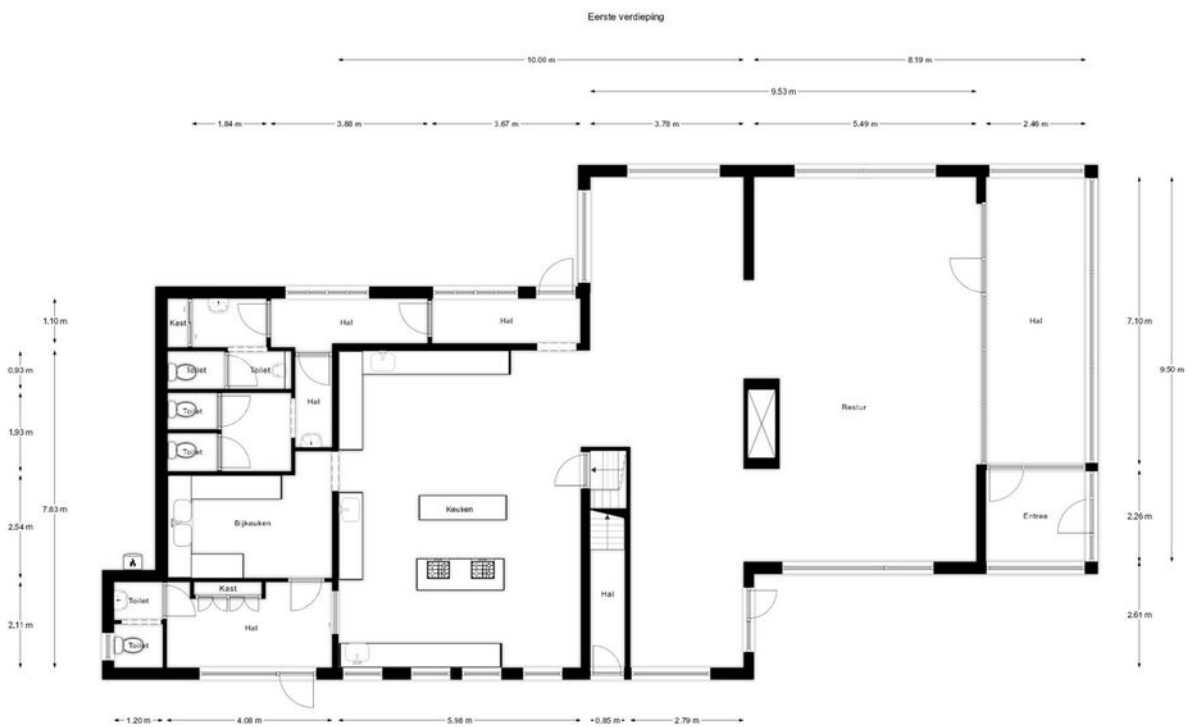 Eerste verdieping
10.00 m
8.19 m
9.53 m
1.84 m
3.88 m
3.67 m
3.78 m
5.49 m
2.46 m
1.10 m
Kast
Hal
Hal
Hal
7.10 m
0.93 m
Toilet
Toilet
9.50 m
Hal
1.93 m
Toilet
Restur
Toilet
7.83 m
2.54 m
Bijkeuken
Keuken
Entree
2.26 m
Kast
Toilet
Hal
Hal
2.11 m
2.61 m
Toilet
1.20 m
4.08 m
5.98 m
0.85 m
2.79 m